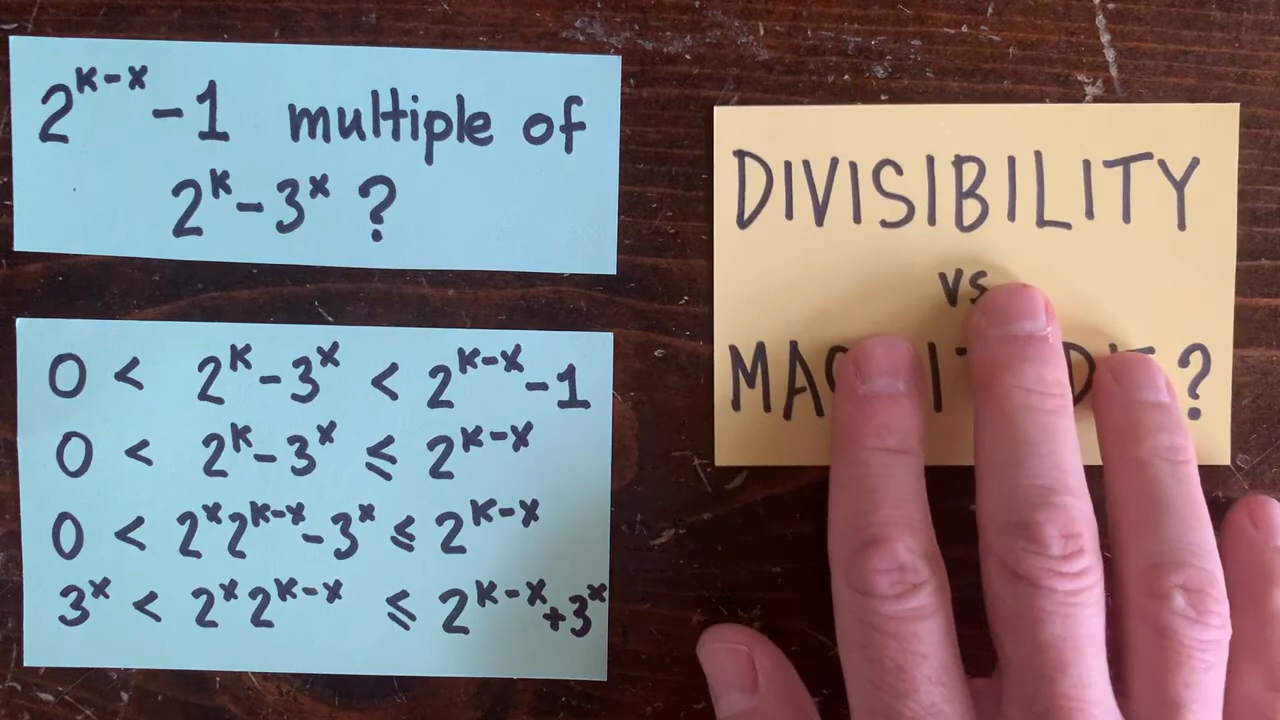 2^(k-x) - 1 multiple of
2^k - 3^x ?
0 < 2^k - 3^x < 2^(k-x) - 1
0 < 2^k - 3^x ≤ 2^(k-x)
0 < 2^x 2^(k-x) - 3^x ≤ 2^(k-x)
3^x < 2^x 2^(k-x) ≤ 2^(k-x) + 3^x
DIVISIBILITY
vs
?